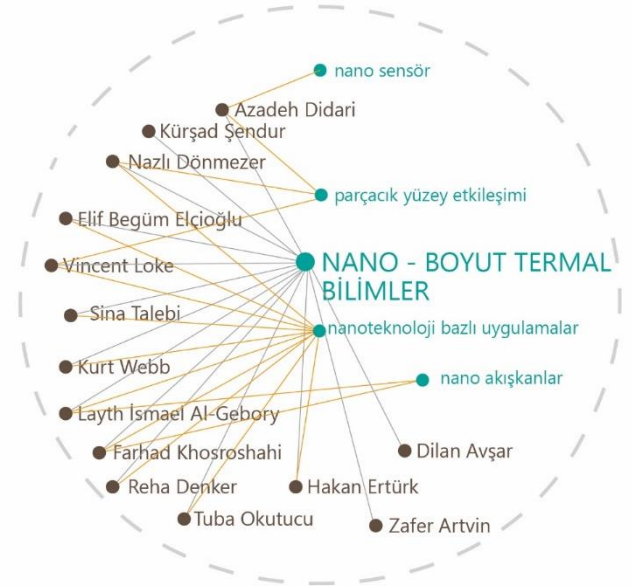 nano sensör
Azadeh Didari
Kürşad Şendur
Nazlı Dönmezer
parçacık yüzey etkileşimi
Elif Begüm Elçioğlu
Vincent Loke
NANO - BOYUT TERMAL
BİLİMLER
Sina Talebi
nanoteknoloji bazlı uygulamalar
Kurt Webb
nano akışkanlar
Layth İsmael Al-Gebory
Farhad Khosroshahi
Dilan Avşar
Reha Denker
Hakan Ertürk
Tuba Okutucu
Zafer Artvin